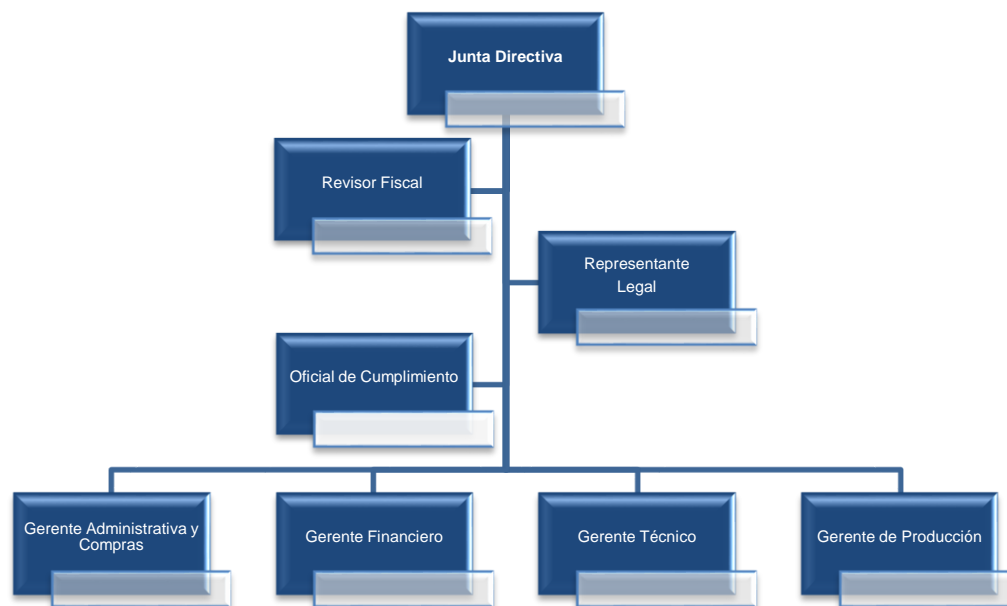 Junta Directiva
Revisor Fiscal
Representante
Legal
Oficial de Cumplimiento
Gerente Administrativa y
Compras
Gerente Financiero
Gerente Técnico
Gerente de Producción